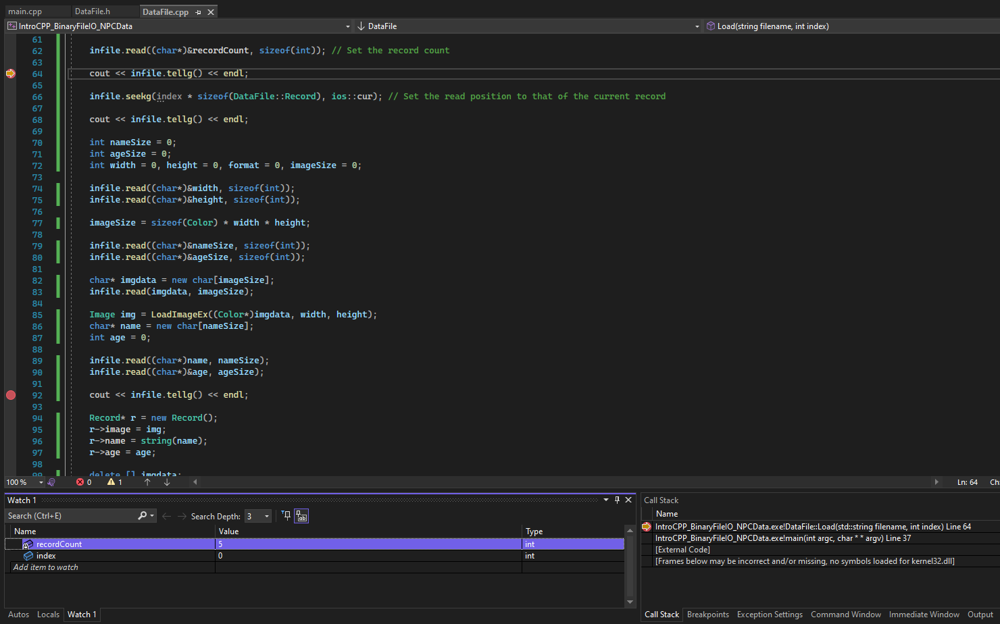 main.cpp DataFile.h DataFile.cpp
IntroCPP_BinaryFileIO_NPCData DataFile Load(string filename, int index)
61
62 infile.read((char*)&recordCount, sizeof(int)); // Set the record count
63
64 cout << infile.tellg() << endl;
65
66 infile.seekg(index * sizeof(DataFile::Record), ios::cur); // Set the read position to that of the current record
67
68 cout << infile.tellg() << endl;
69
70 int nameSize = 0;
71 int ageSize = 0;
72 int width = 0, height = 0, format = 0, imageSize = 0;
73
74 infile.read((char*)&width, sizeof(int));
75 infile.read((char*)&height, sizeof(int));
76
77 imageSize = sizeof(Color) * width * height;
78
79 infile.read((char*)&nameSize, sizeof(int));
80 infile.read((char*)&ageSize, sizeof(int));
81
82 char* imgdata = new char[imageSize];
83 infile.read(imgdata, imageSize);
84
85 Image img = LoadImageEx((Color*)imgdata, width, height);
86 char* name = new char[nameSize];
87 int age = 0;
88
89 infile.read((char*)name, nameSize);
90 infile.read((char*)&age, ageSize);
91
92 cout << infile.tellg() << endl;
93
94 Record* r = new Record();
95 r->image = img;
96 r->name = string(name);
97 r->age = age;
98
99 delete [] imgdata;
100 % 0 1 Ln: 64 Ch:
Watch 1
Search (Ctrl+E) Search Depth: 3
Name Value Type
recordCount 5 int
index 0 int
Add item to watch
Autos Locals Watch 1
Call Stack
Name
IntroCPP_BinaryFileIO_NPCData.exe!DataFile::Load(std::string filename, int index) Line 64
IntroCPP_BinaryFileIO_NPCData.exe!main(int argc, char * * argv) Line 37
[External Code]
[Frames below may be incorrect and/or missing, no symbols loaded for kernel32.dll]
Call Stack Breakpoints Exception Settings Command Window Immediate Window Output